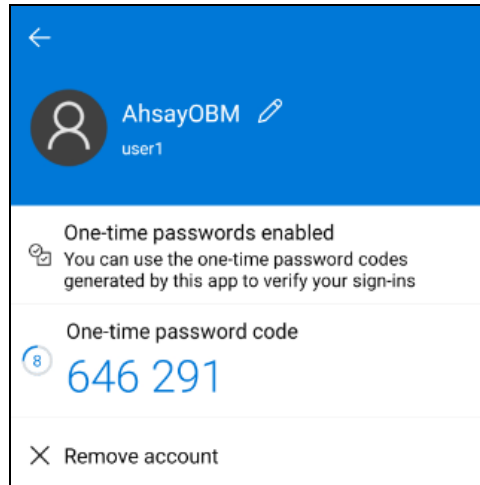 AhsayOBM
user1
One-time passwords enabled
You can use the one-time password codes
generated by this app to verify your sign-ins
One-time password code
8
646 291
Remove account